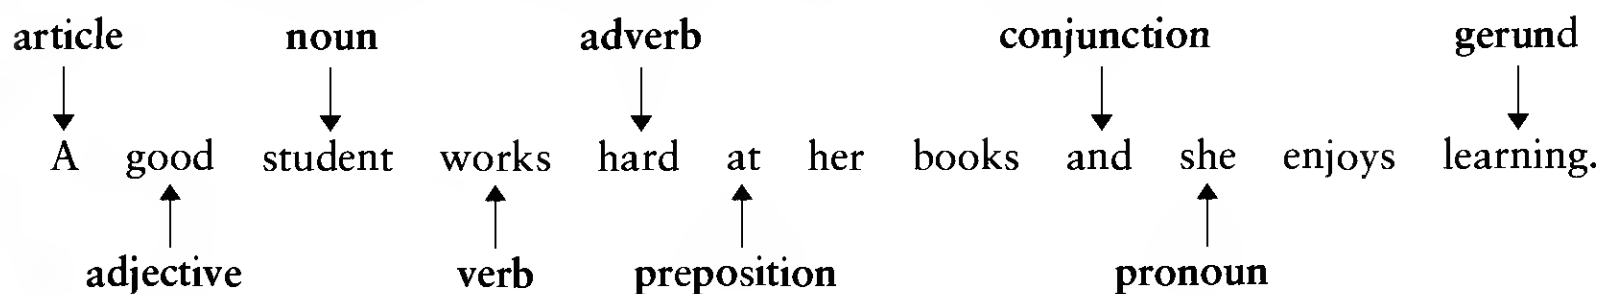 article noun adverb conjunction gerund
A good student works hard at her books and she enjoys learning.
adjective verb preposition pronoun